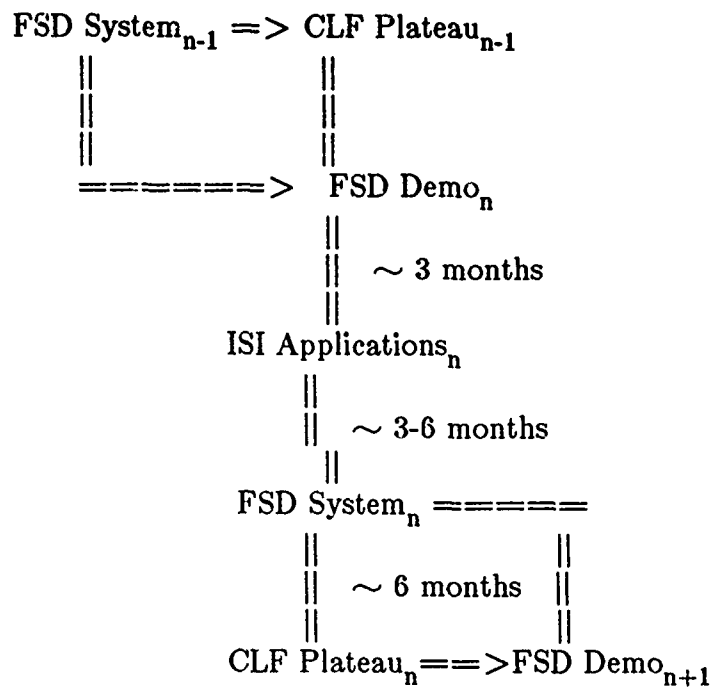 FSD System_{n-1} => CLF Plateau_{n-1}
||              ||
||              ||
||              ||
======>   FSD Demo_n
||
||   ~ 3 months
||
ISI Applications_n
||
||   ~ 3-6 months
||
FSD System_n =====
||              ||
||   ~ 6 months   ||
||              ||
CLF Plateau_n ==>FSD Demo_{n+1}